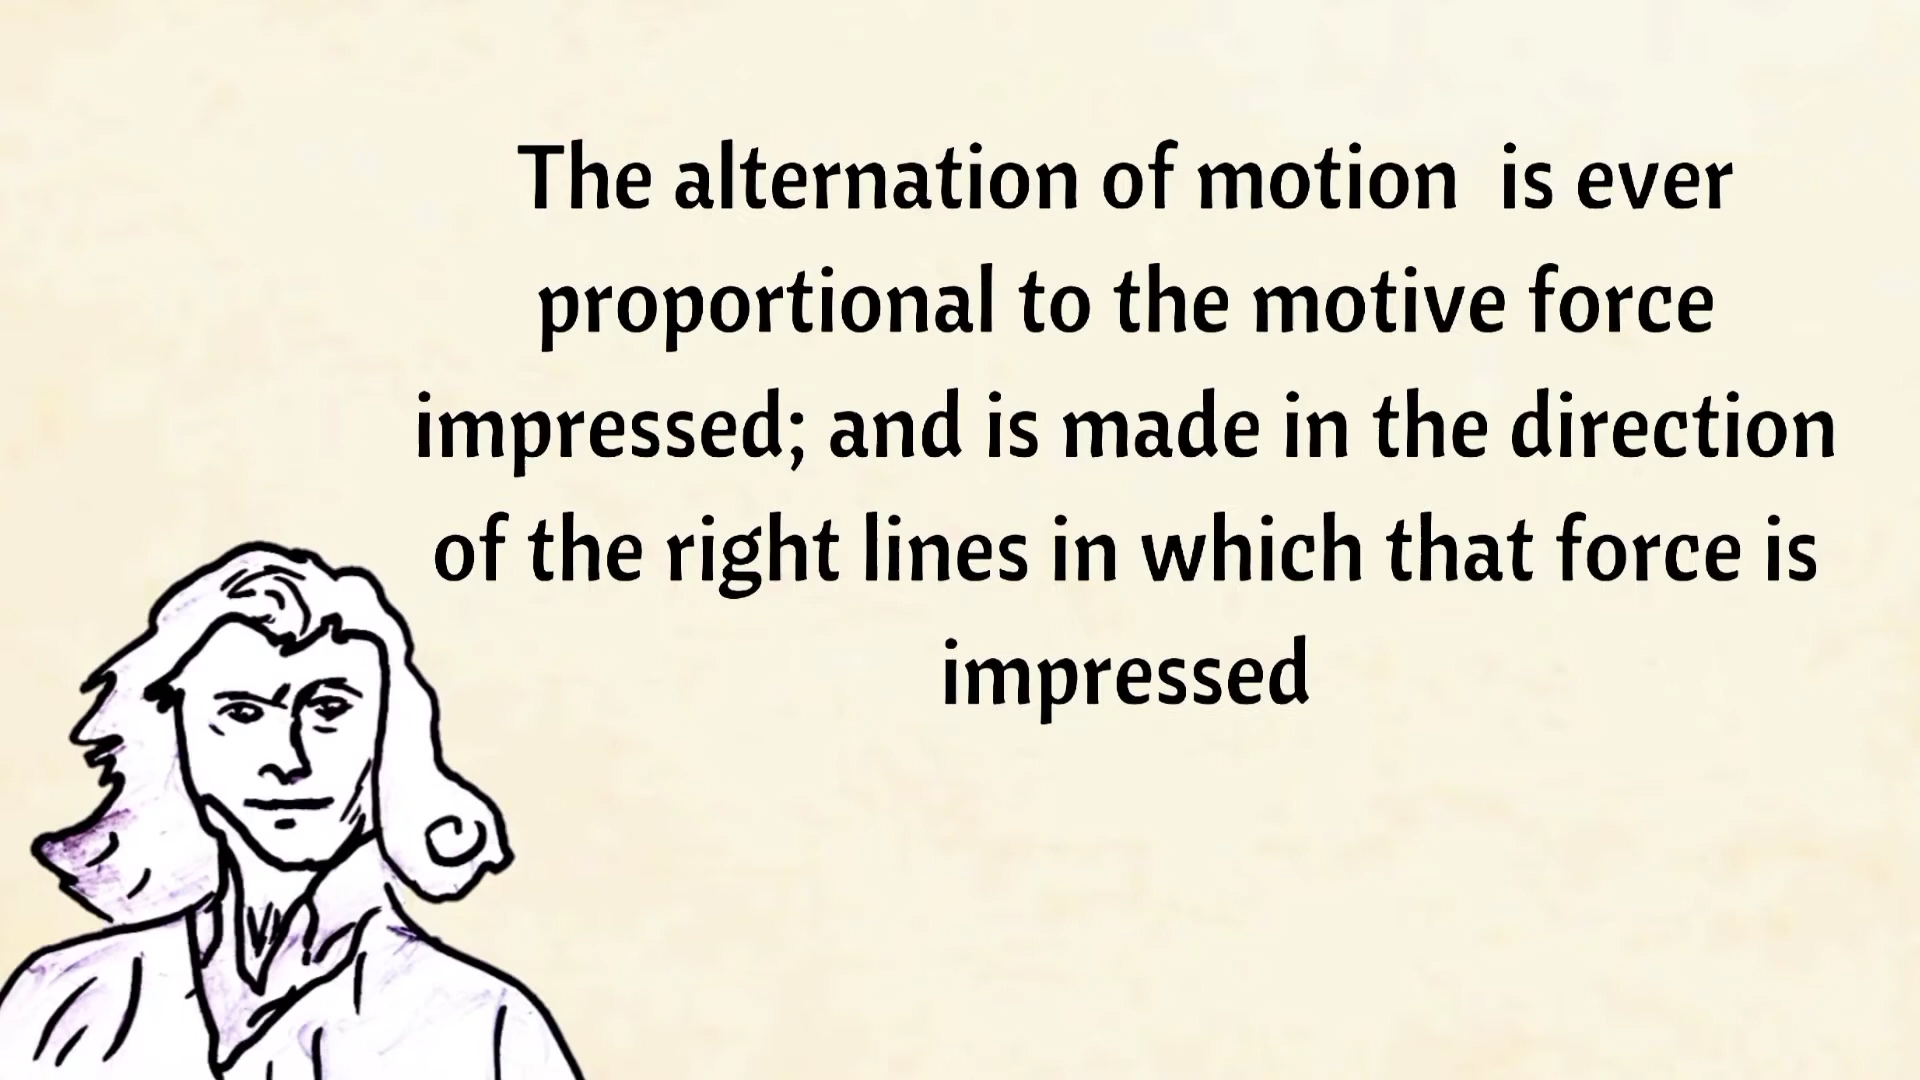 The alternation of motion  is ever
proportional to the motive force
impressed; and is made in the direction
of the right lines in which that force is
impressed